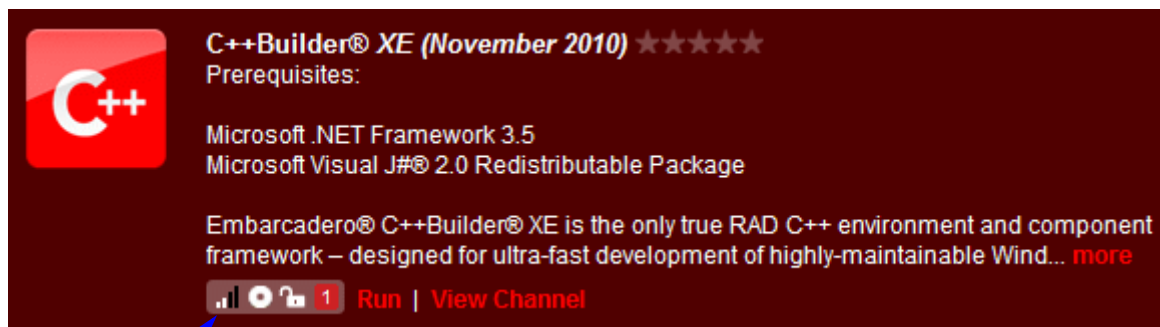 C++
C++Builder® XE (November 2010)
Prerequisites:
Microsoft .NET Framework 3.5
Microsoft Visual J#® 2.0 Redistributable Package
Embarcadero® C++Builder® XE is the only true RAD C++ environment and component
framework – designed for ultra-fast development of highly-maintainable Wind... more
1 Run | View Channel